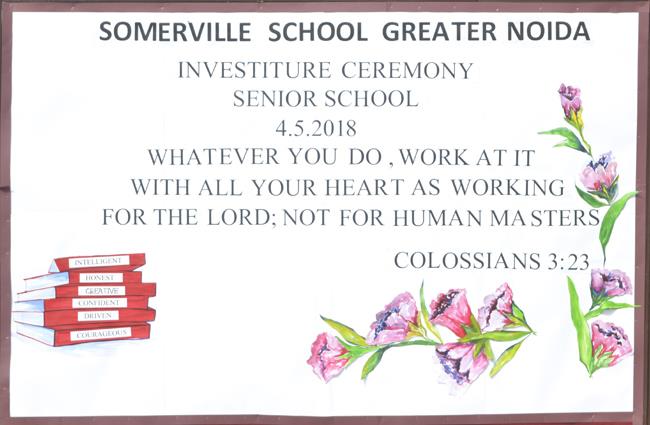 SOMERVILLE SCHOOL GREATER NOIDA
INVESTITURE CEREMONY
SENIOR SCHOOL
4.5.2018
WHATEVER YOU DO , WORK AT IT
WITH ALL YOUR HEART AS WORKING
FOR THE LORD; NOT FOR HUMAN MASTERS
COLOSSIANS 3:23
INTELLIGENT
HONEST
CREATIVE
CONFIDENT
DRIVEN
COURAGEOUS